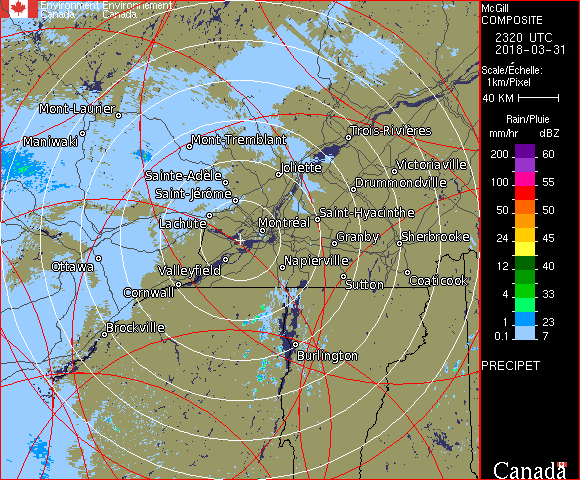 Environment Environnement
Canada Canada
McGill
COMPOSITE
2320 UTC
2018-03-31
Scale/Échelle:
1km/Pixel
40 KM
Rain/Pluie
mm/hr dBZ
200 60
100 55
50 50
24 45
12 40
4 33
1 23
0.1 7
PRECIPET
Canada
Mont-Laurier
Maniwaki
Mont-Tremblant
Trois-Rivières
Sainte-Adèle
Joliette
Victoriaville
Drummondville
Saint-Jérôme
Lachute
Montréal
Saint-Hyacinthe
Granby
Sherbrooke
Ottawa
Valleyfield
Napierville
Cornwall
Sutton
Coaticook
Brockville
Burlington